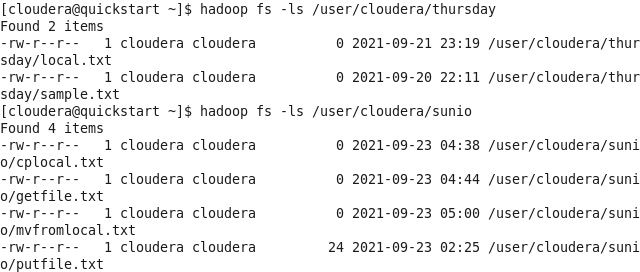 [cloudera@quickstart ~]$ hadoop fs -ls /user/cloudera/thursday
Found 2 items
-rw-r--r--   1 cloudera cloudera          0 2021-09-21 23:19 /user/cloudera/thur
sday/local.txt
-rw-r--r--   1 cloudera cloudera          0 2021-09-20 22:11 /user/cloudera/thur
sday/sample.txt
[cloudera@quickstart ~]$ hadoop fs -ls /user/cloudera/sunio
Found 4 items
-rw-r--r--   1 cloudera cloudera          0 2021-09-23 04:38 /user/cloudera/suni
o/cplocal.txt
-rw-r--r--   1 cloudera cloudera          0 2021-09-23 04:44 /user/cloudera/suni
o/getfile.txt
-rw-r--r--   1 cloudera cloudera          0 2021-09-23 05:00 /user/cloudera/suni
o/mvfromlocal.txt
-rw-r--r--   1 cloudera cloudera         24 2021-09-23 02:25 /user/cloudera/suni
o/putfile.txt